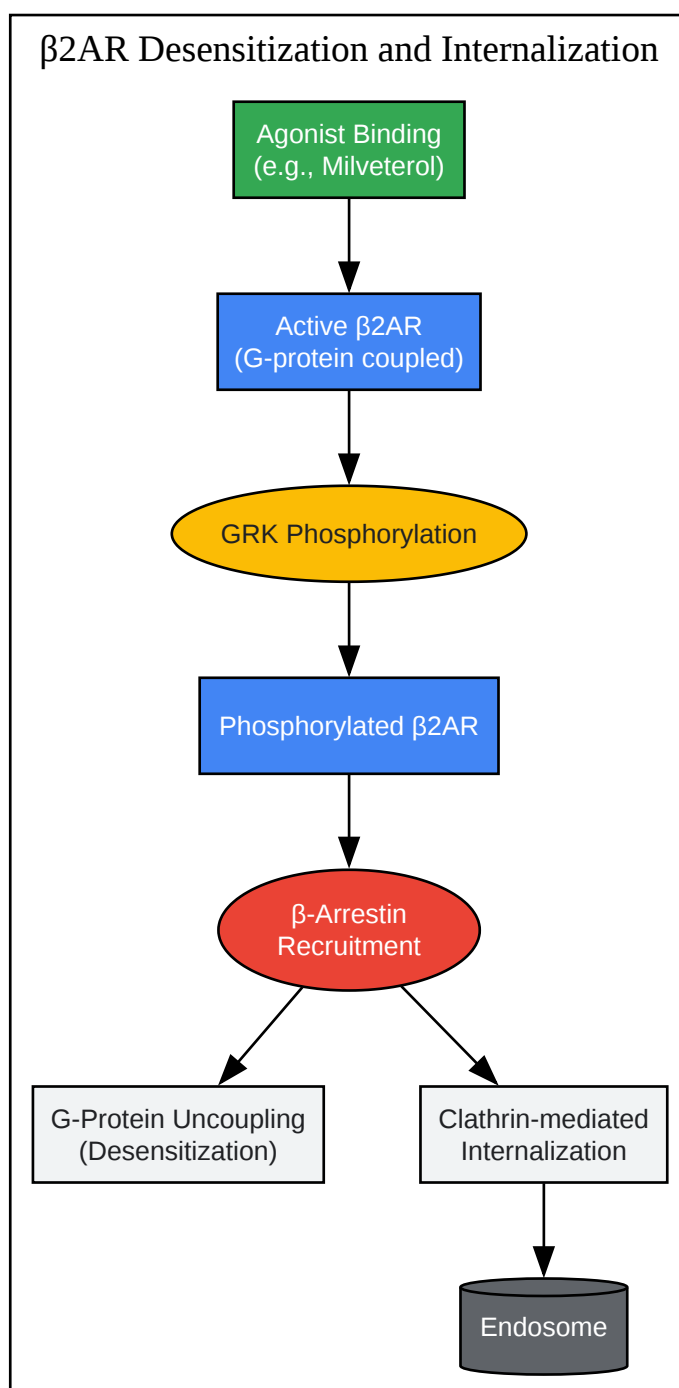 β2AR Desensitization and Internalization
Agonist Binding
(e.g., Milveterol)
Active β2AR
(G-protein coupled)
GRK Phosphorylation
Phosphorylated β2AR
β-Arrestin
Recruitment
G-Protein Uncoupling
(Desensitization)
Clathrin-mediated
Internalization
Endosome